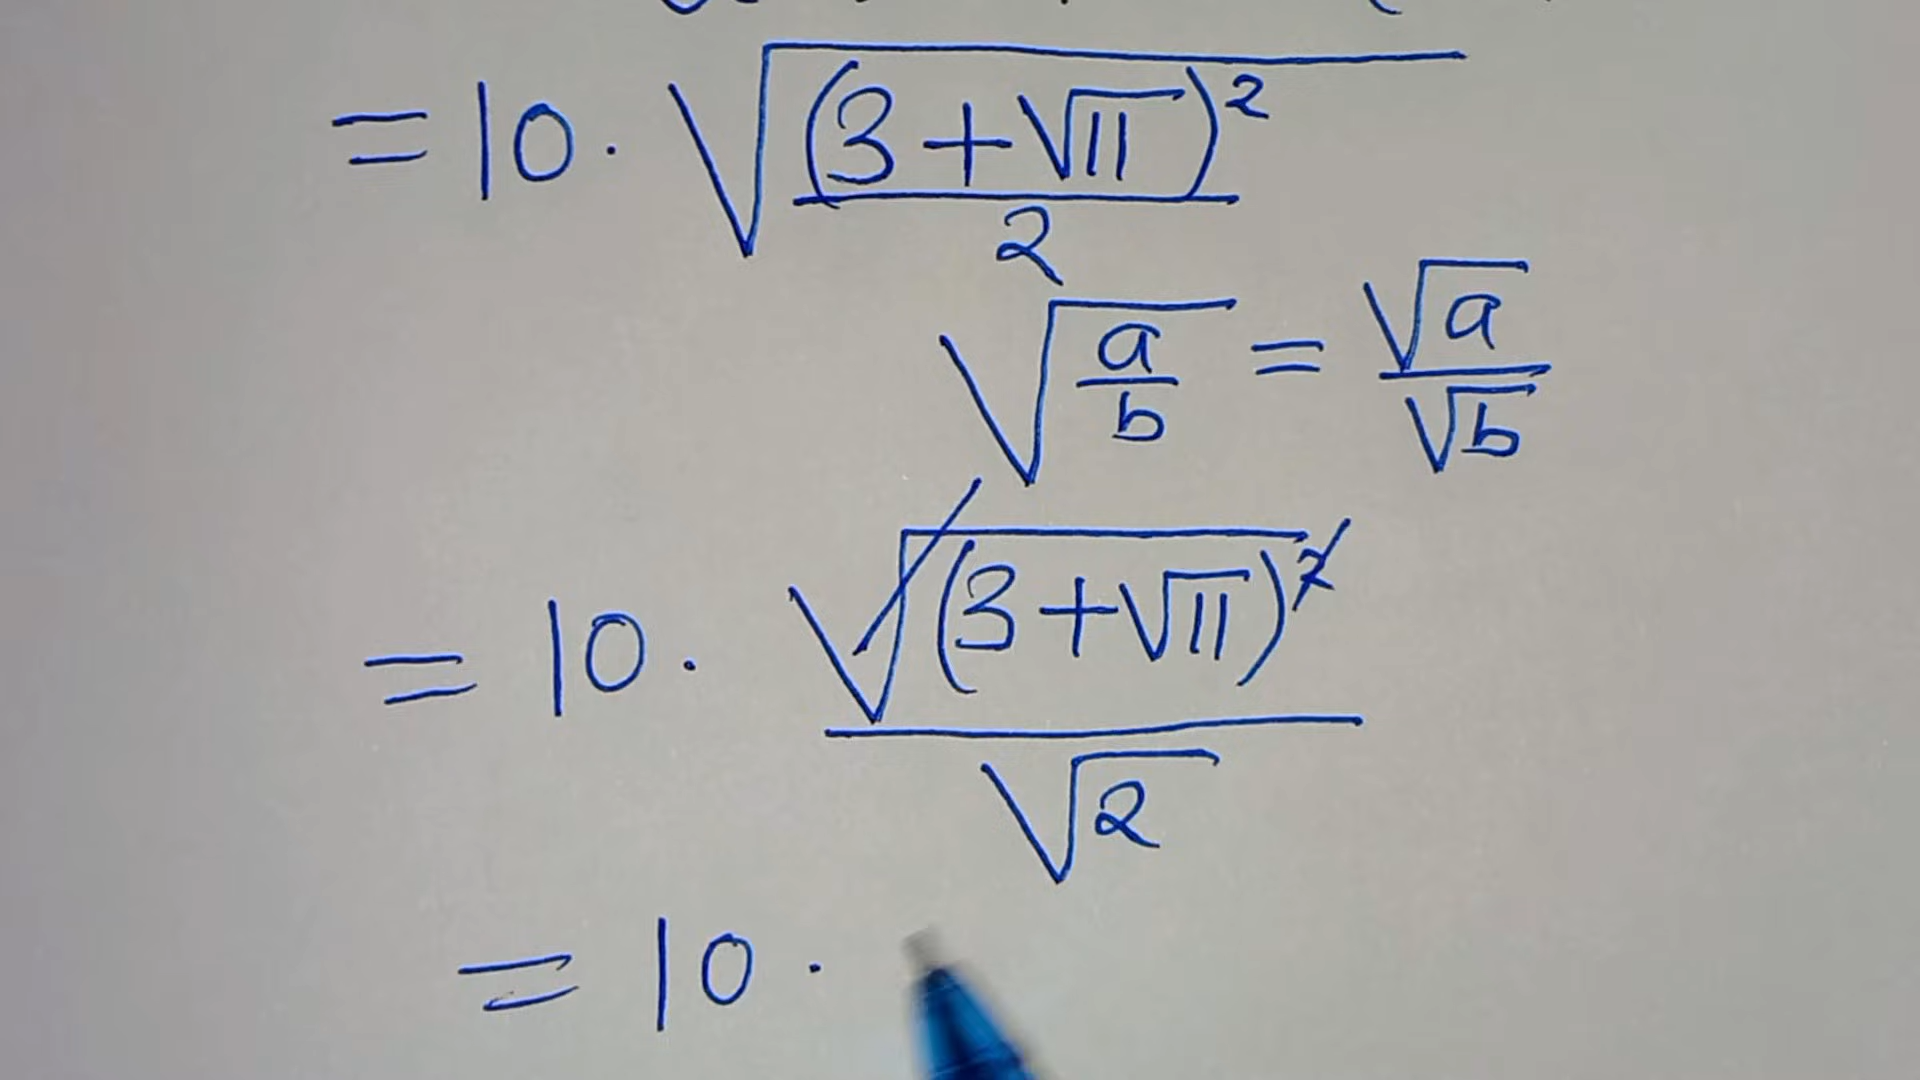 = 10 · √((3 + √11)² / 2)
√(a/b) = √a / √b
= 10 · √((3 + √11)²) / √2
= 10 ·